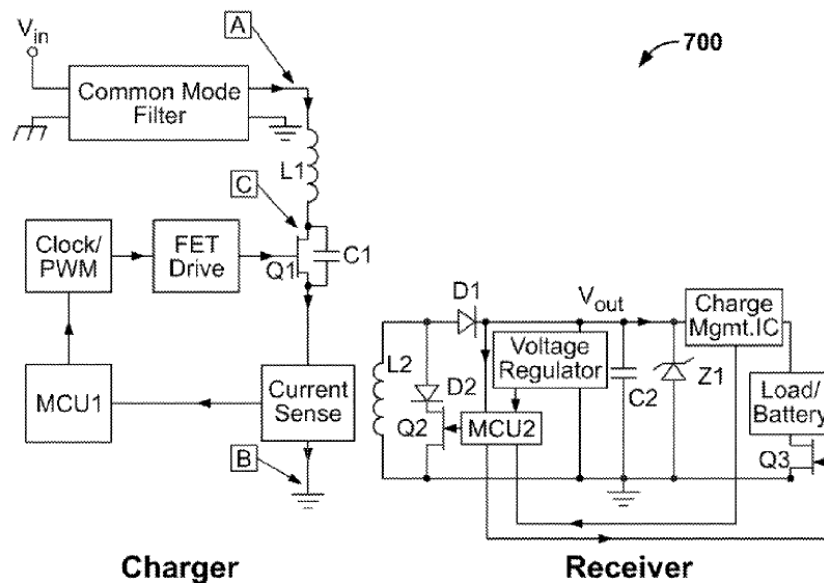 V_in
A
700
Common Mode
Filter
L1
C
Clock/
PWM
FET
Drive
Q1
C1
D1
V_out
Charge
Mgmt.IC
Voltage
Regulator
L2
D2
C2
Z1
Load/
Battery
MCU1
Current
Sense
Q2
MCU2
Q3
B
Charger
Receiver